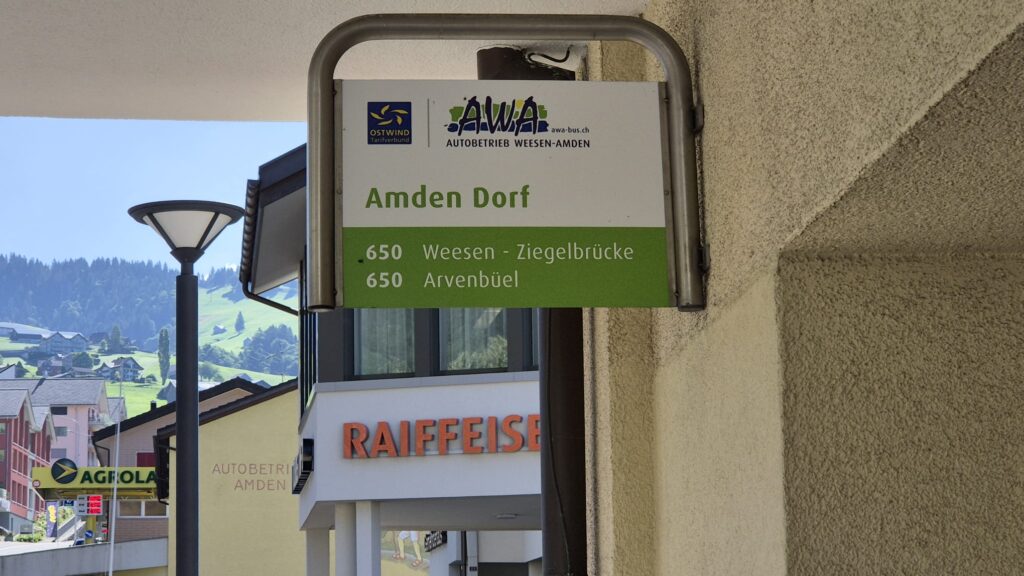 OSTWIND
Tarifverbund
AWA
awa-bus.ch
AUTOBETRIEB WEESEN-AMDEN
Amden Dorf
650 Weesen - Ziegelbrücke
650 Arvenbüel
RAIFFEISE
AUTOBETRI
AMDEN
AGROLA